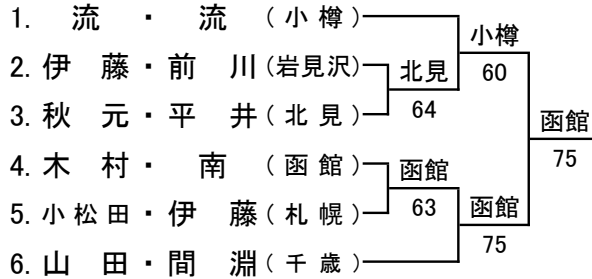 1. 流 ・ 流 (小樽)
小樽
2. 伊藤・前川 (岩見沢)
北見
60
3. 秋元・平井 (北見)
64
函館
4. 木村・南 (函館)
函館
75
5. 小松田・伊藤 (札幌)
63
函館
75
6. 山田・間淵 (千歳)